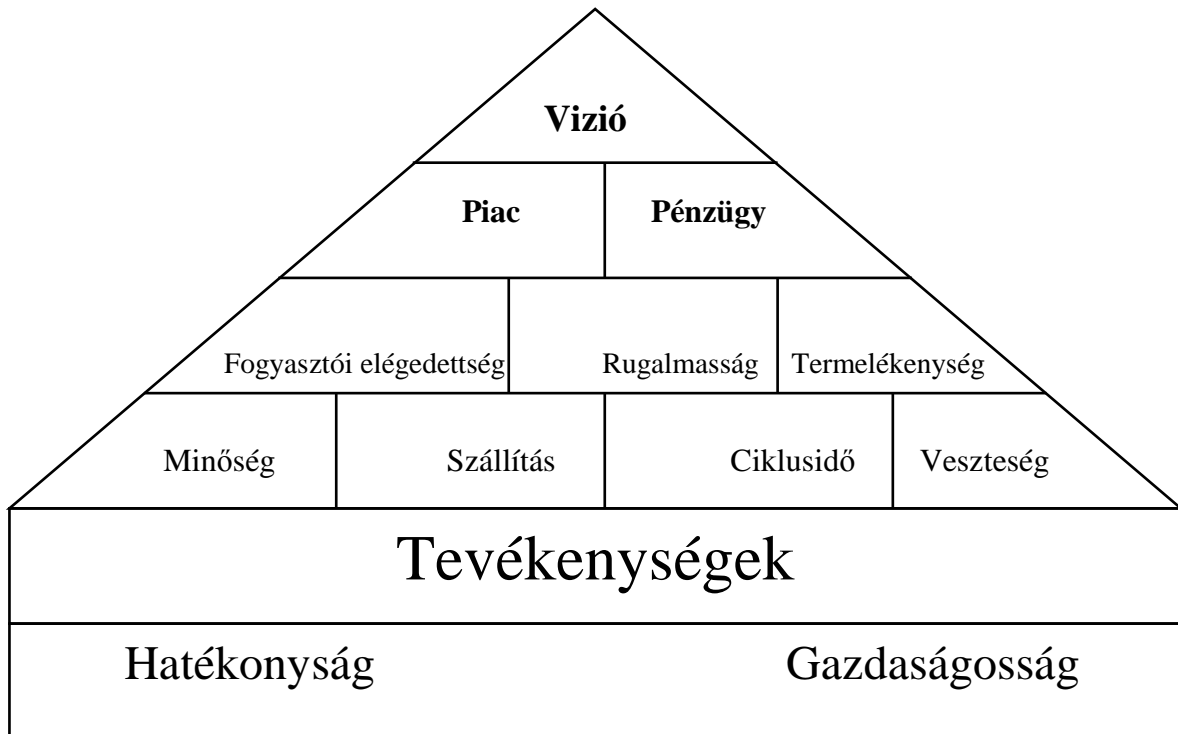 Vizió
Piac Pénzügy
Fogyasztói elégedettség Rugalmasság Termelékenység
Minőség Szállítás Ciklusidő Veszteség
Tevékenységek
Hatékonyság Gazdaságosság